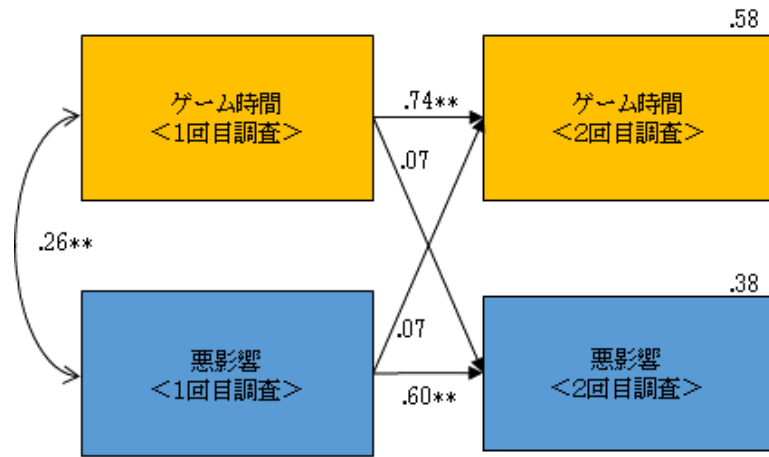 .58
ゲーム時間
<1回目調査>
.74**
ゲーム時間
<2回目調査>
.07
.26**
.38
悪影響
<1回目調査>
.07
.60**
悪影響
<2回目調査>